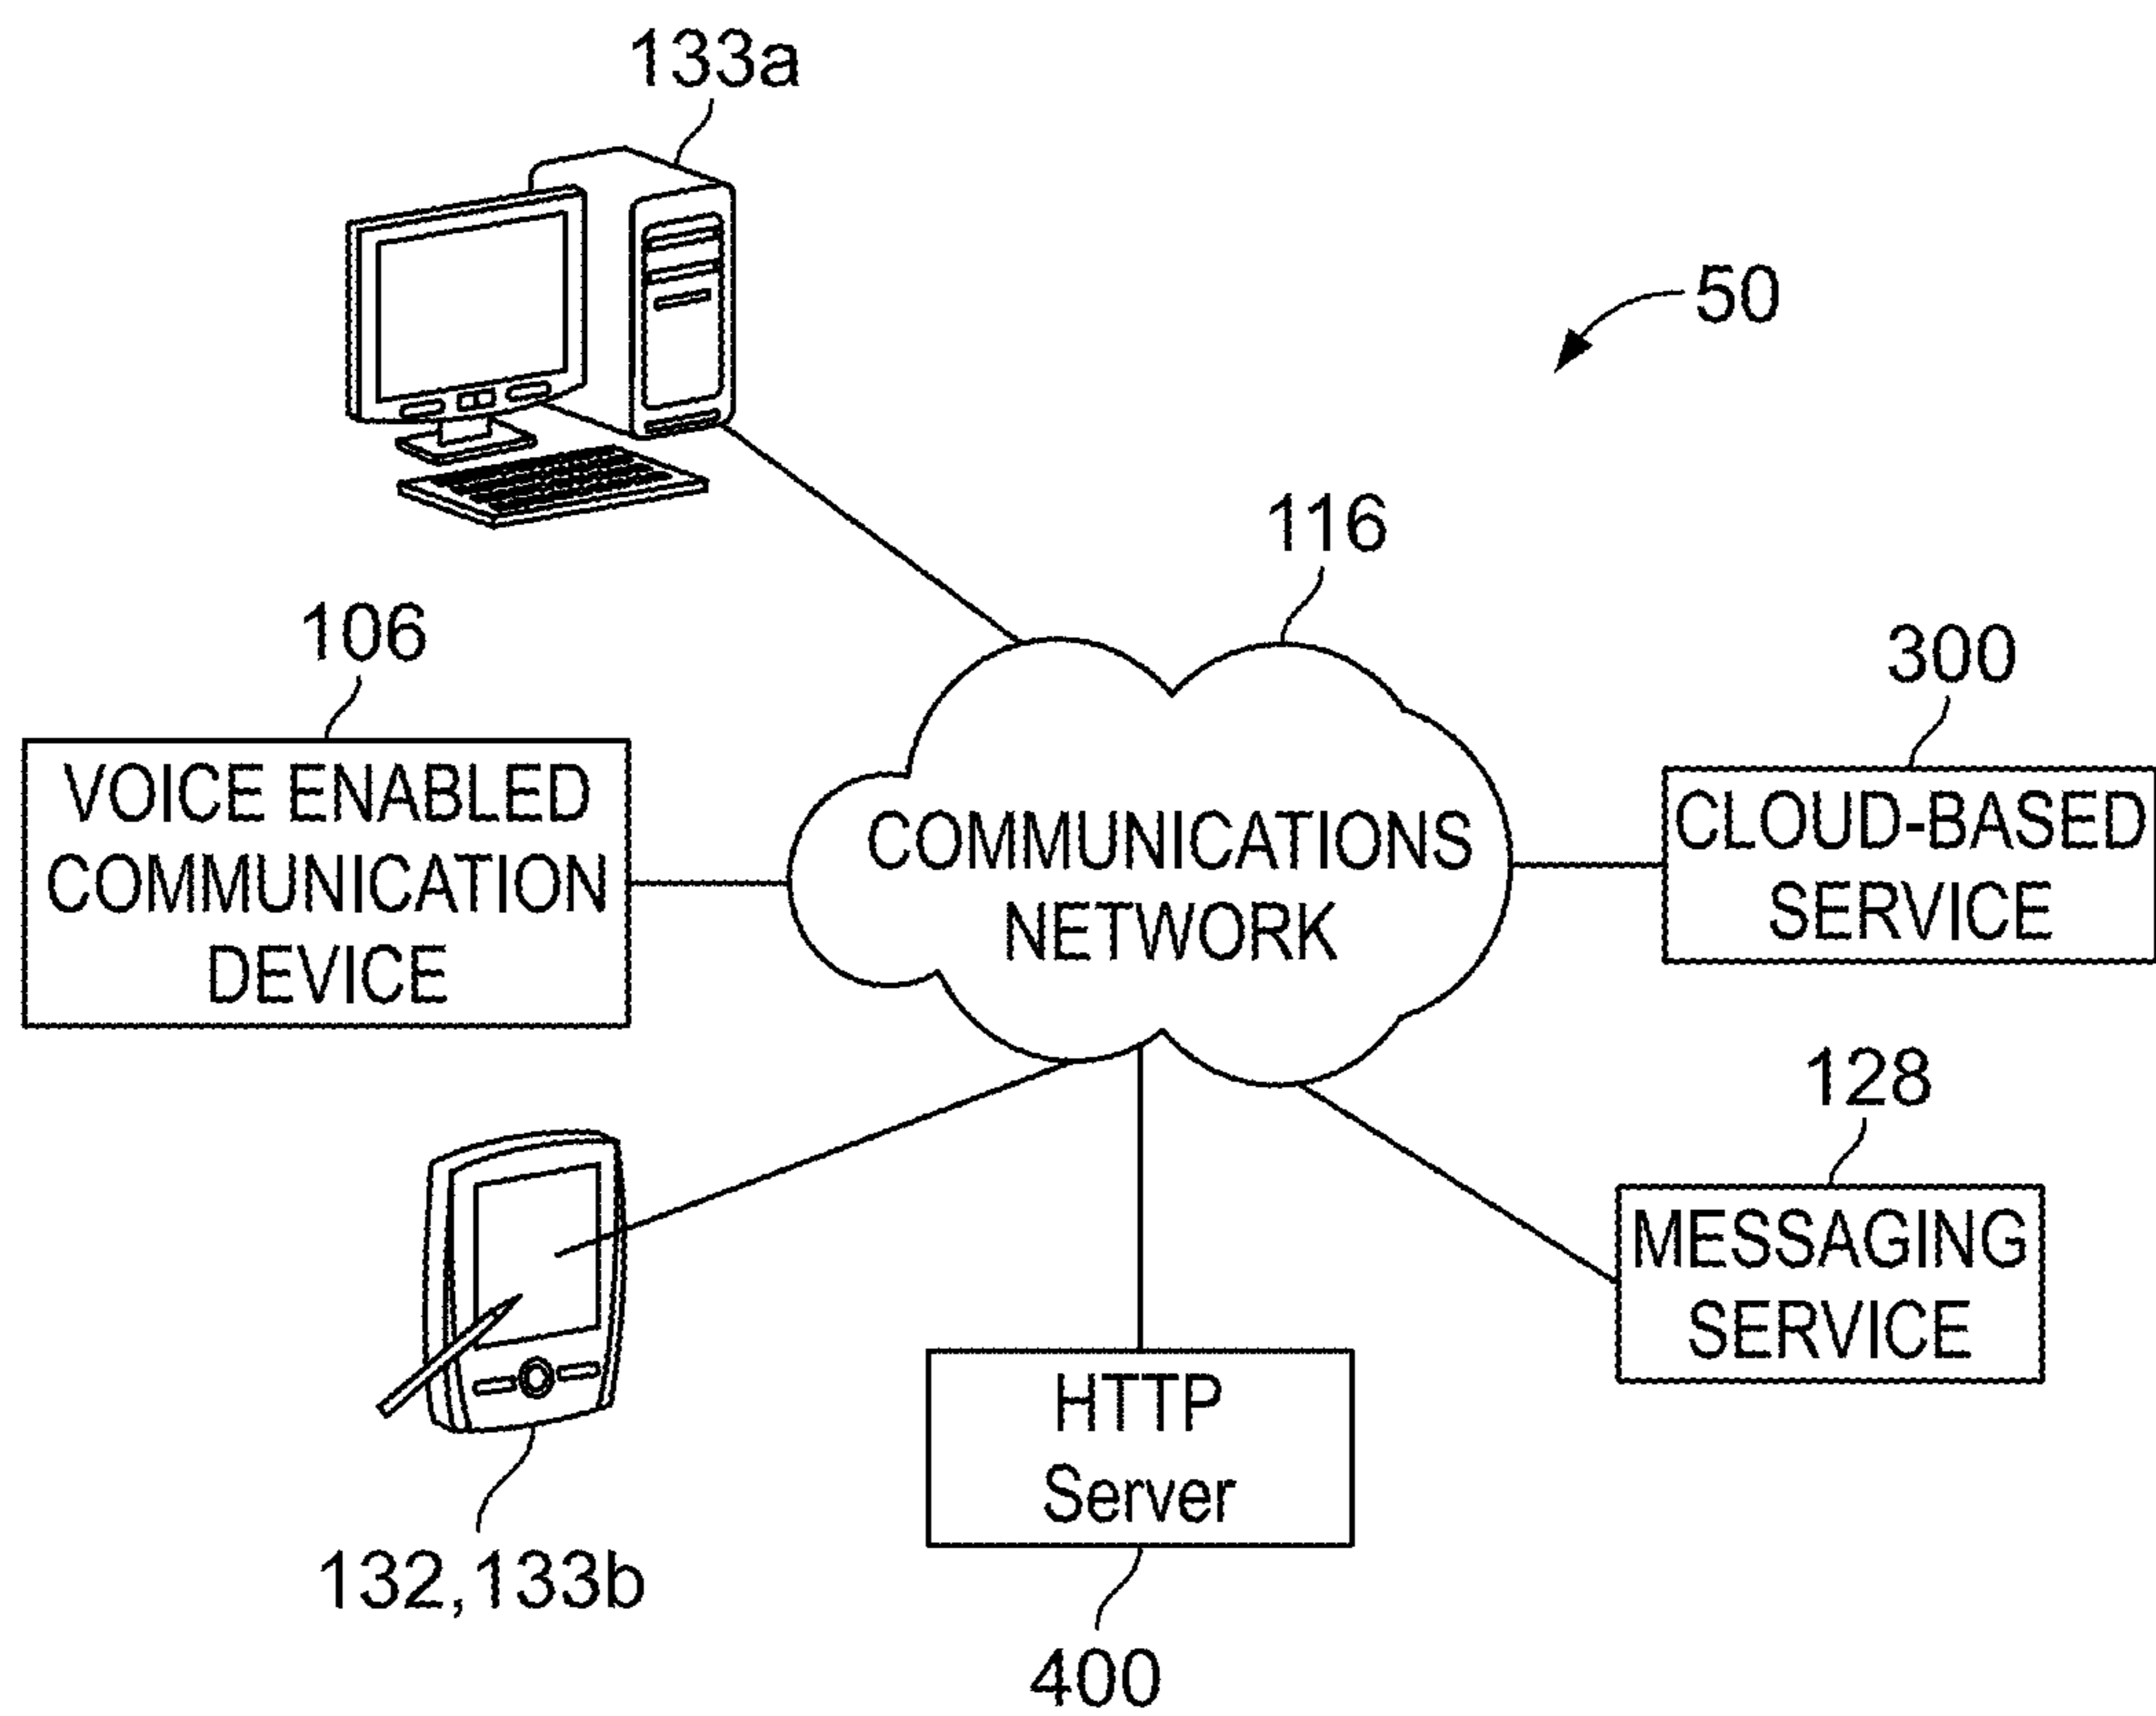 133a
50
116
106
300
VOICE ENABLED
COMMUNICATION
DEVICE
COMMUNICATIONS
NETWORK
CLOUD-BASED
SERVICE
128
MESSAGING
SERVICE
HTTP
Server
132,133b
400